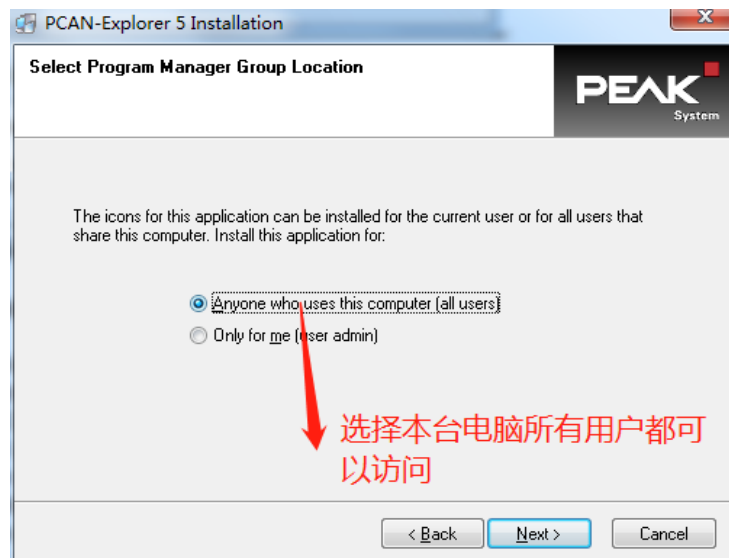 PCAN-Explorer 5 Installation
Select Program Manager Group Location
PEAK
System
The icons for this application can be installed for the current user or for all users that
share this computer. Install this application for:
Anyone who uses this computer (all users)
Only for me (user admin)
选择本台电脑所有用户都可
以访问
< Back
Next >
Cancel